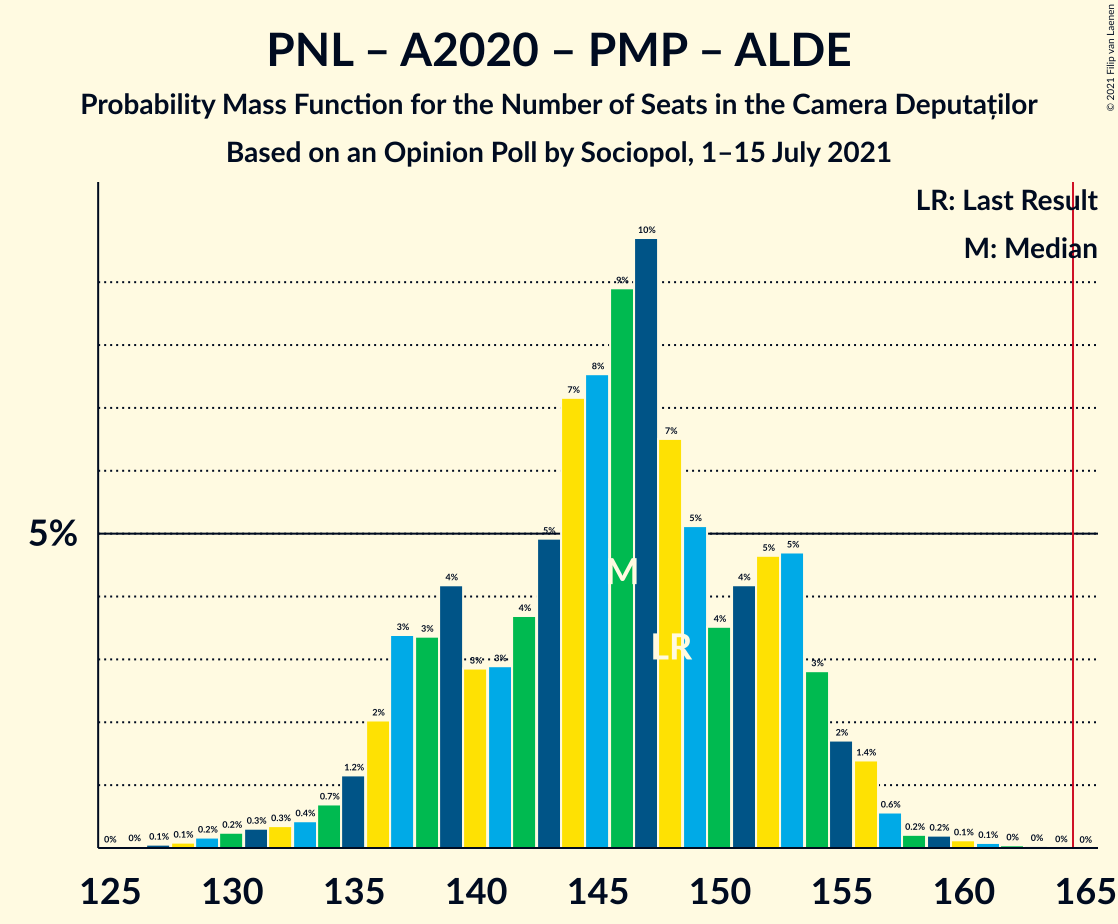 PNL – A2020 – PMP – ALDE
Probability Mass Function for the Number of Seats in the Camera Deputaților
Based on an Opinion Poll by Sociopol, 1–15 July 2021
© 2021 Filip van Laenen
LR: Last Result
M: Median
5%
0% 0% 0.1% 0.1% 0.2% 0.2% 0.3% 0.3% 0.4% 0.7% 1.2% 2% 3% 3% 4% 3% 3% 4% 5% 7% 8% 9% 10% 7% 5% 4% 4% 5% 5% 3% 2% 1.4% 0.6% 0.2% 0.2% 0.1% 0.1% 0% 0% 0% 0%
M
LR
125 130 135 140 145 150 155 160 165